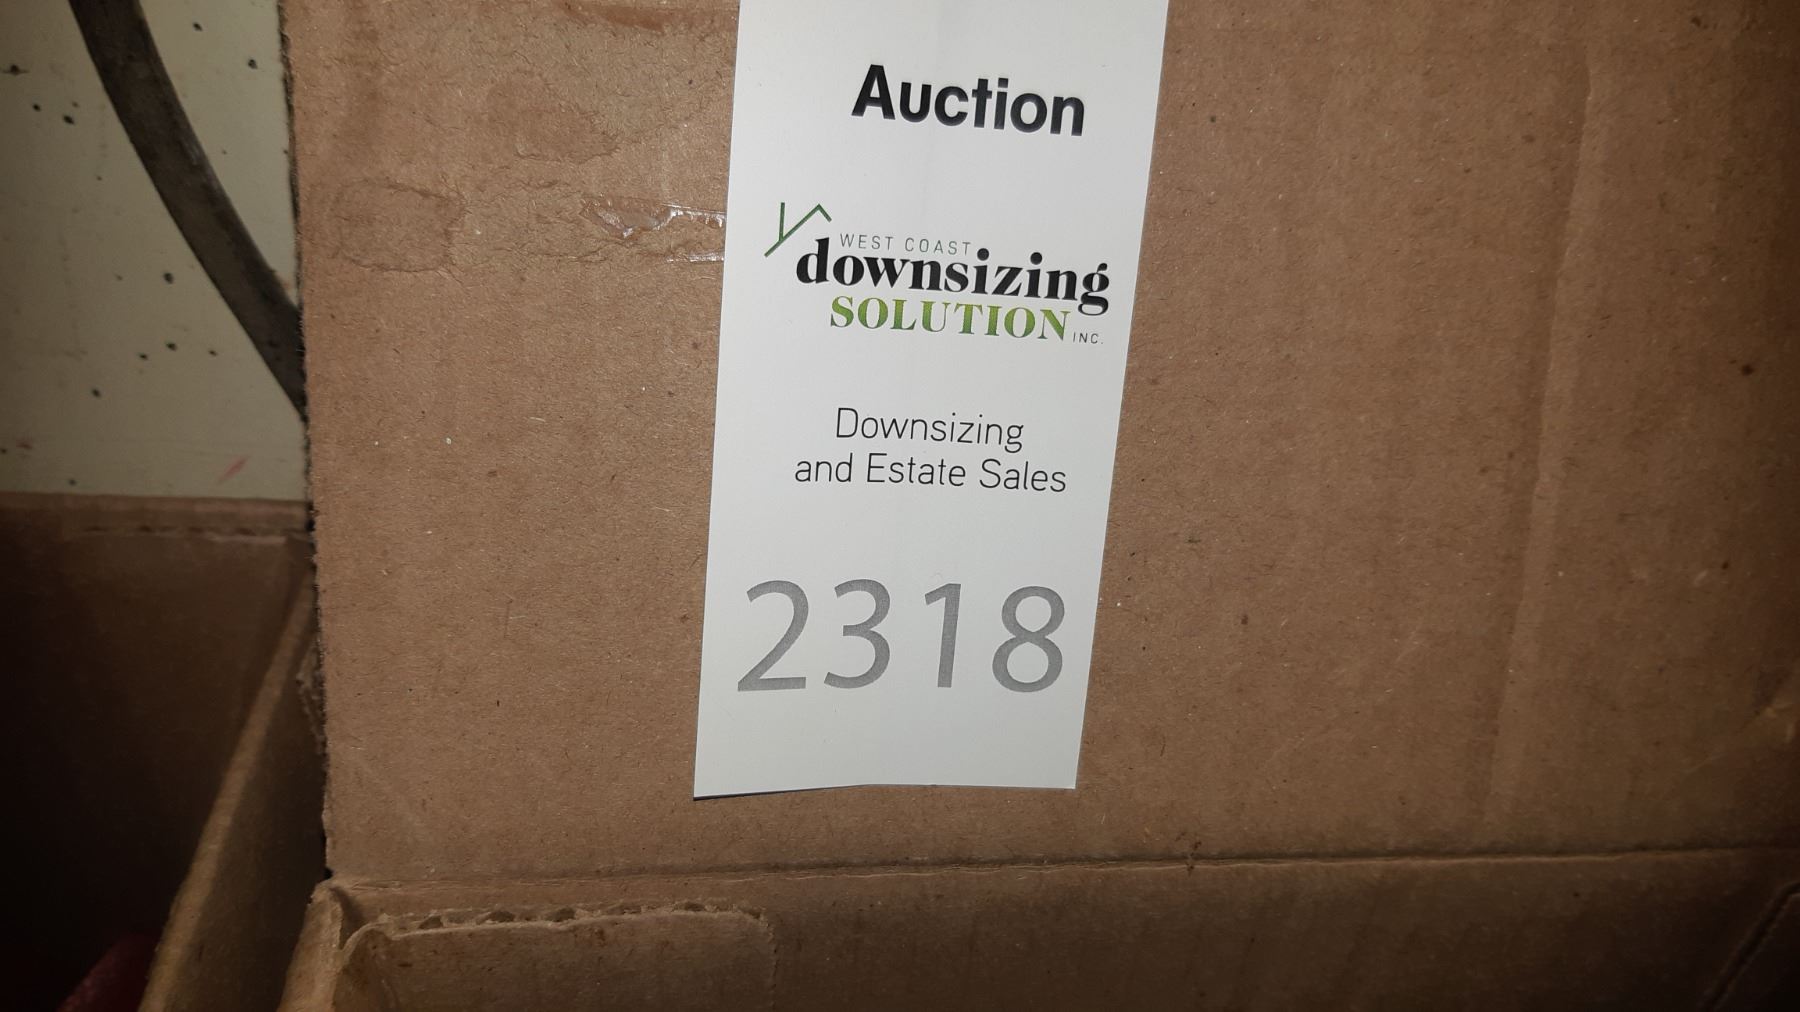 Auction
WEST COAST
downsizing
SOLUTION INC.
Downsizing
and Estate Sales
2318